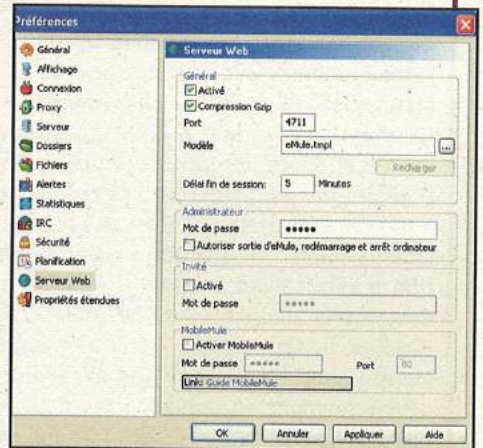 Préférences
Général
Affichage
Connexion
Proxy
Serveur
Dossiers
Fichiers
Alertes
Statistiques
IRC
Sécurité
Planification
Serveur Web
Propriétés étendues
Serveur Web
Général
Activé
Compression Gzip
Port 4711
Modèle eMule.tmpl ...
Recharger
Délai fin de session: 5 Minutes
Administrateur
Mot de passe •••••
Autoriser sortie d'eMule, redémarrage et arrêt ordinateur
Invité
Activé
Mot de passe •••••
MobileMule
Activer MobileMule
Mot de passe ••••• Port 80
Link: Guide MobileMule
OK Annuler Appliquer Aide